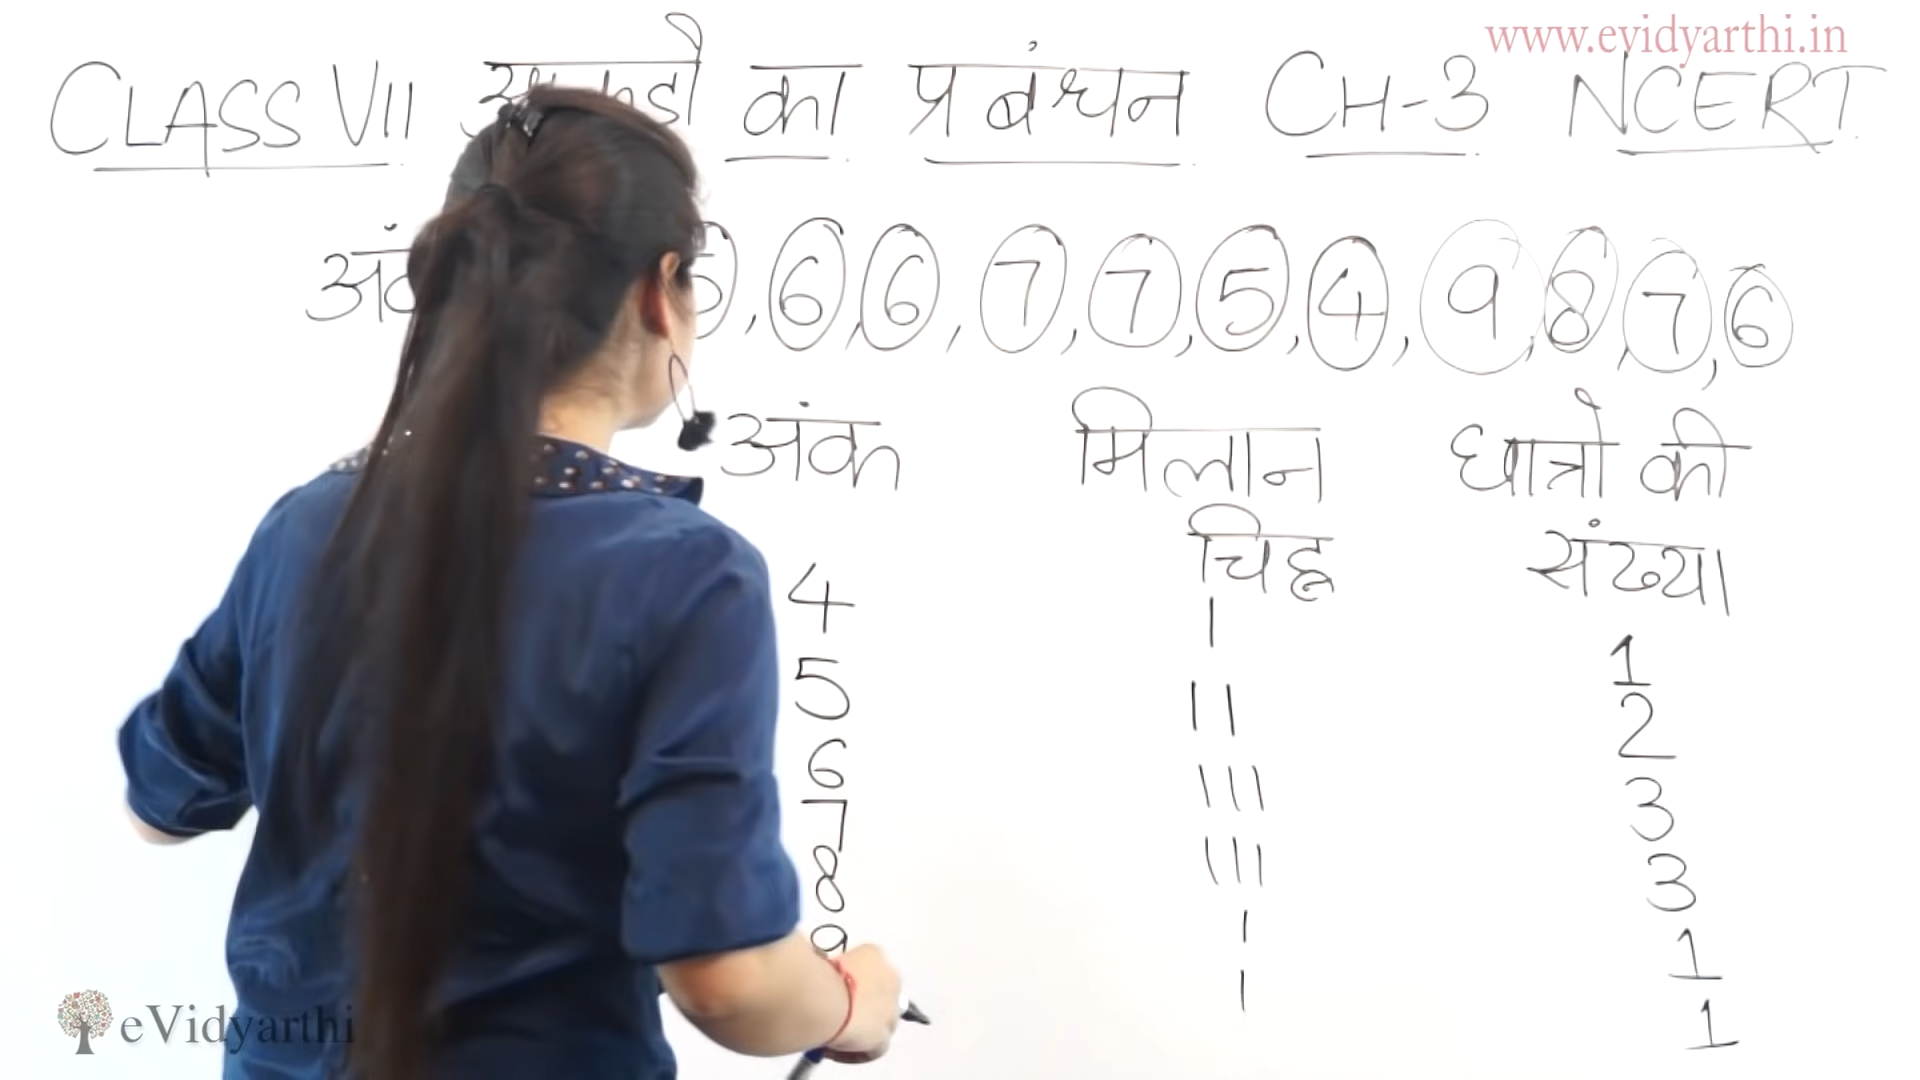 www.evidyarthi.in
CLASS VII का प्रबंधन CH-3 NCERT
6, 6, 7, 7, 5, 4, 9, 8, 7, 6
अंक मिलान छात्रो की
चिह्न संख्या
4 | 1
5 || 2
6 ||| 3
7 ||| 3
8 | 1
9 | 1
eVidyarthi